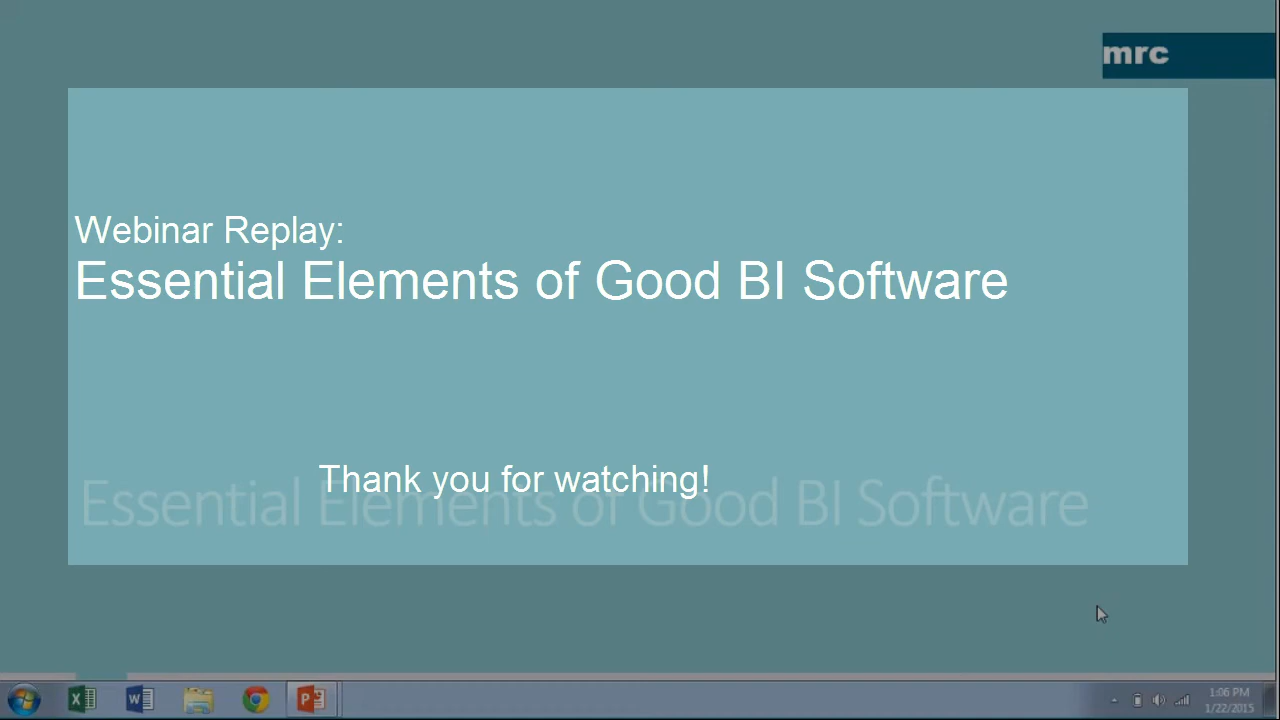 mrc
Webinar Replay:
Essential Elements of Good BI Software
Thank you for watching!
Essential Elements of Good BI Software
1:06 PM
1/22/2015